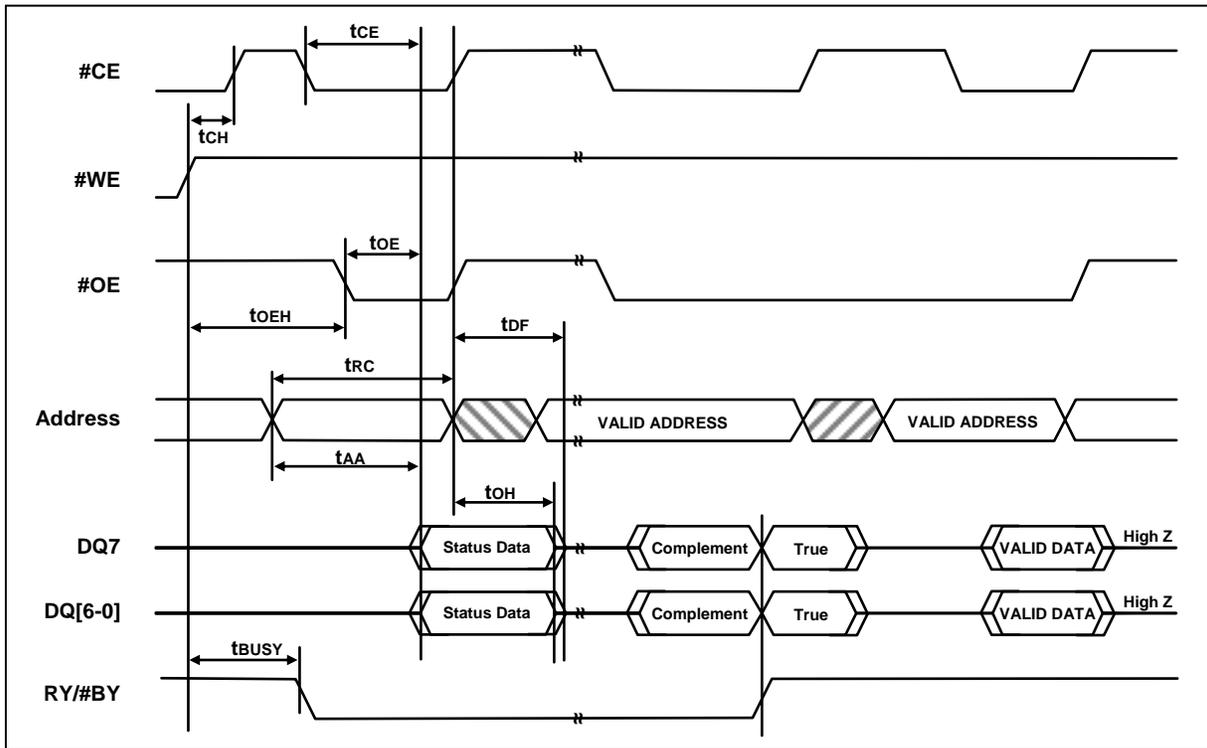 tCE
#CE
tCH
#WE
tOE
#OE
tOEH
tDF
tRC
Address
VALID ADDRESS
VALID ADDRESS
tAA
tOH
DQ7
Status Data
Complement
True
VALID DATA
High Z
DQ[6-0]
Status Data
Complement
True
VALID DATA
High Z
tBUSY
RY/#BY